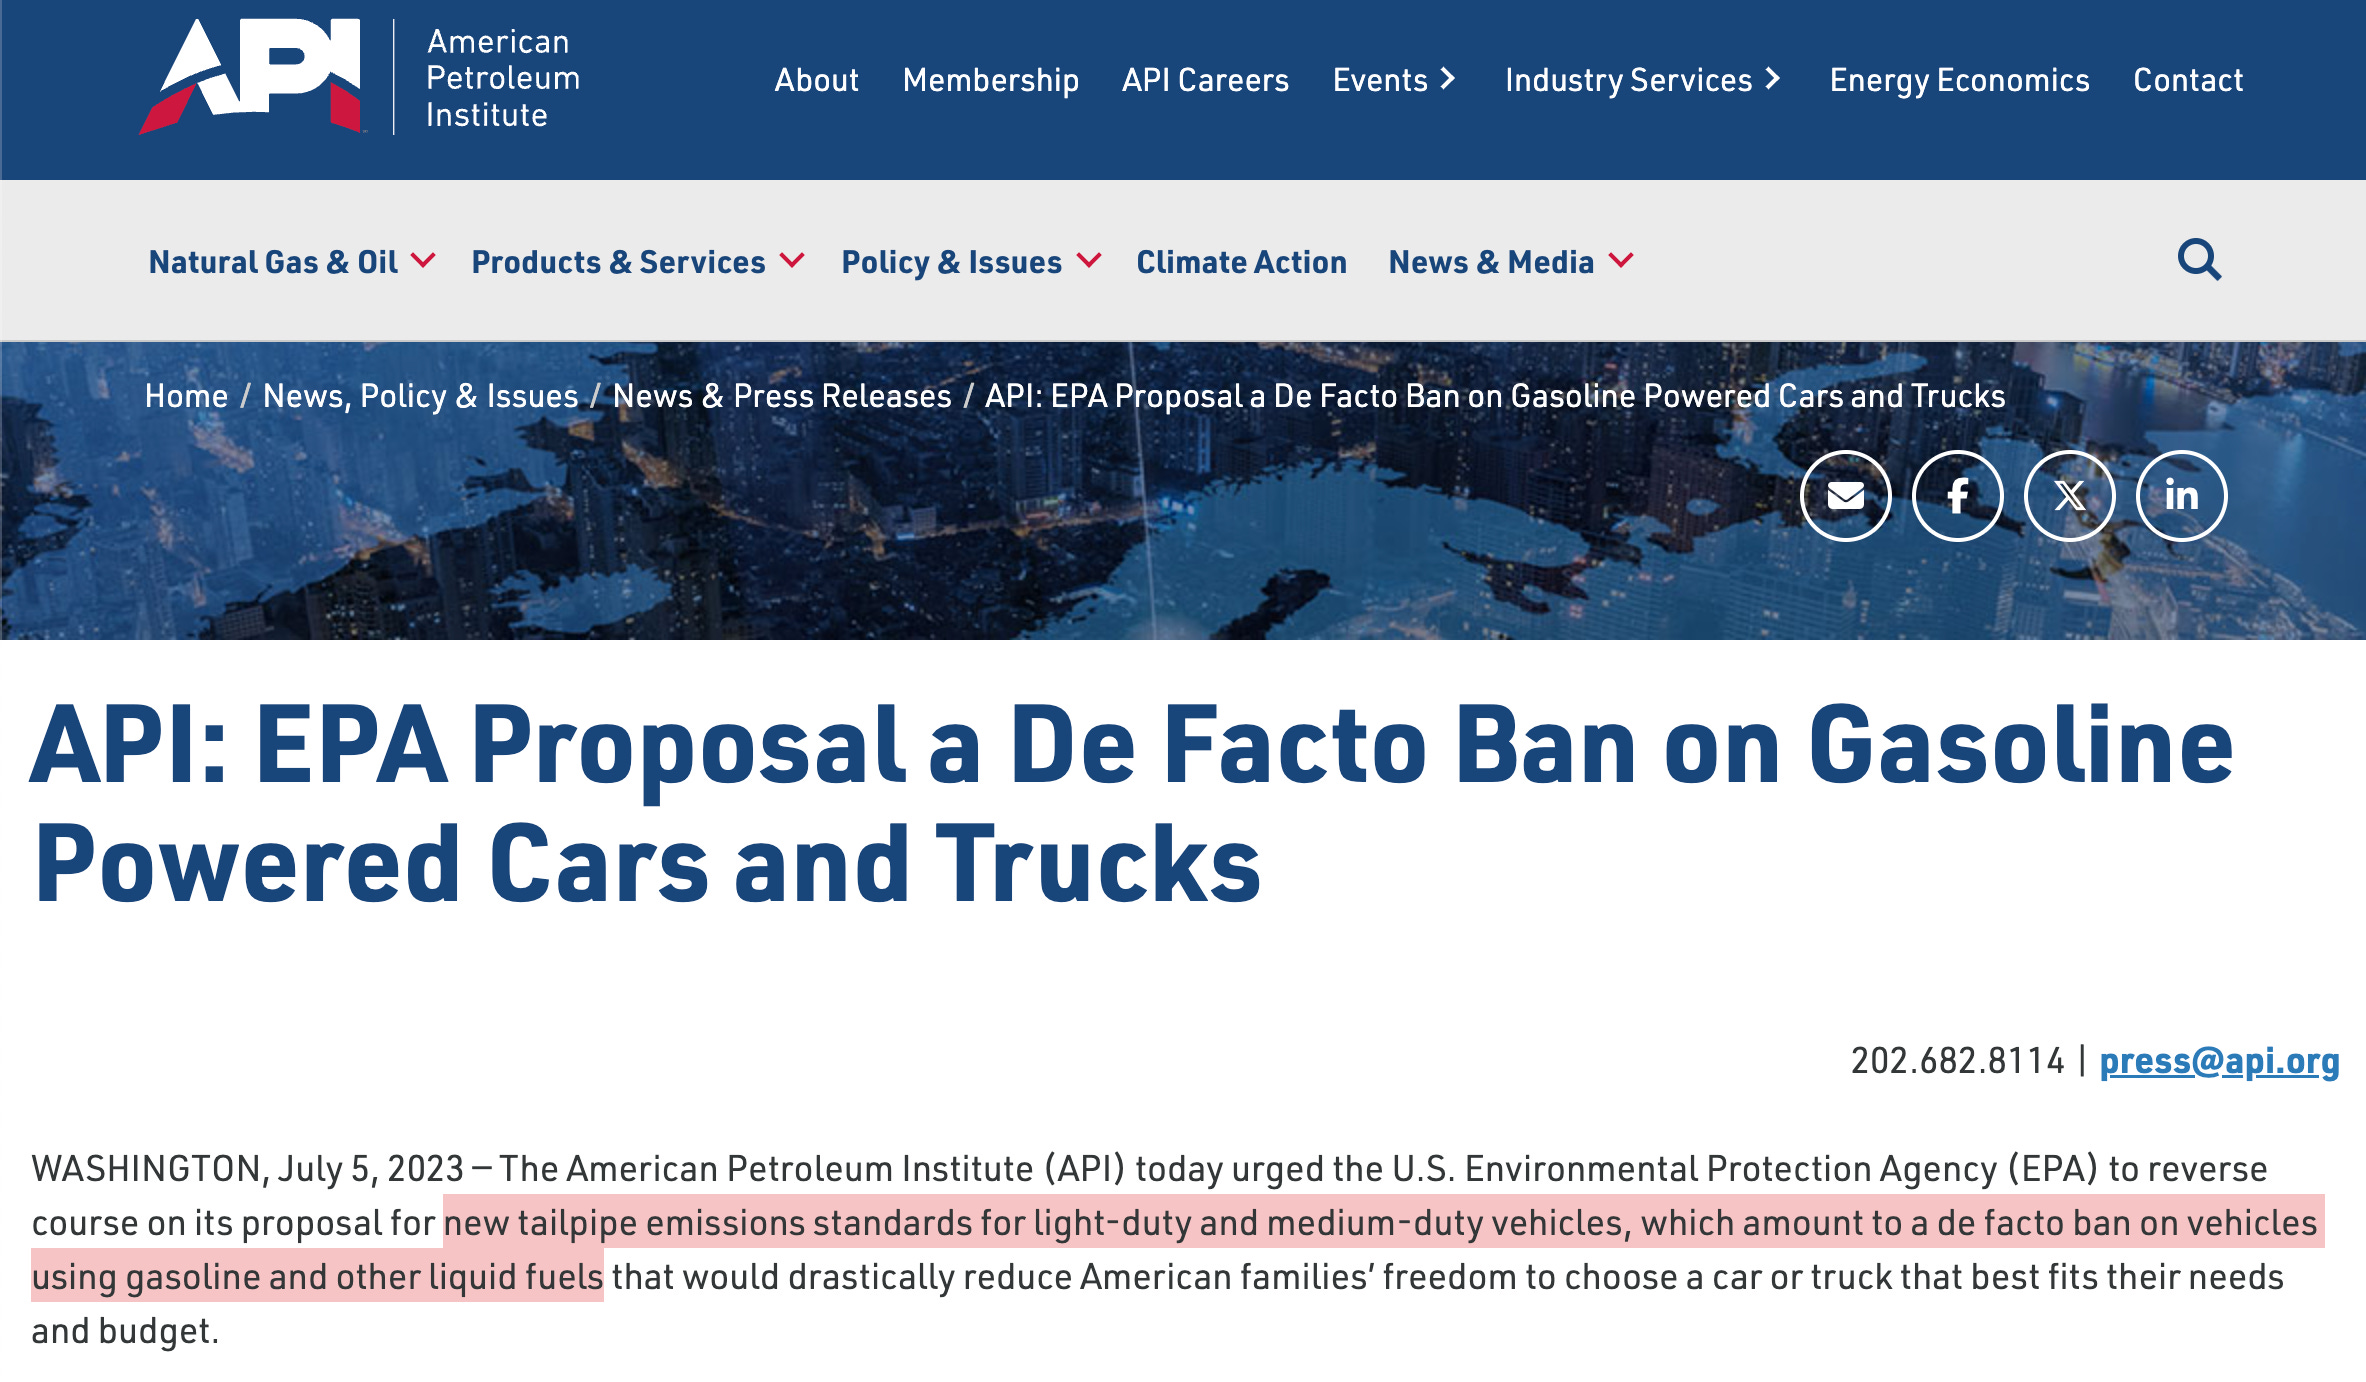 API
American
Petroleum
Institute
About Membership API Careers Events Industry Services Energy Economics Contact
Natural Gas & Oil Products & Services Policy & Issues Climate Action News & Media
Home / News, Policy & Issues / News & Press Releases / API: EPA Proposal a De Facto Ban on Gasoline Powered Cars and Trucks
API: EPA Proposal a De Facto Ban on Gasoline
Powered Cars and Trucks
202.682.8114 | press@api.org
WASHINGTON, July 5, 2023 – The American Petroleum Institute (API) today urged the U.S. Environmental Protection Agency (EPA) to reverse
course on its proposal for new tailpipe emissions standards for light-duty and medium-duty vehicles, which amount to a de facto ban on vehicles
using gasoline and other liquid fuels that would drastically reduce American families’ freedom to choose a car or truck that best fits their needs
and budget.